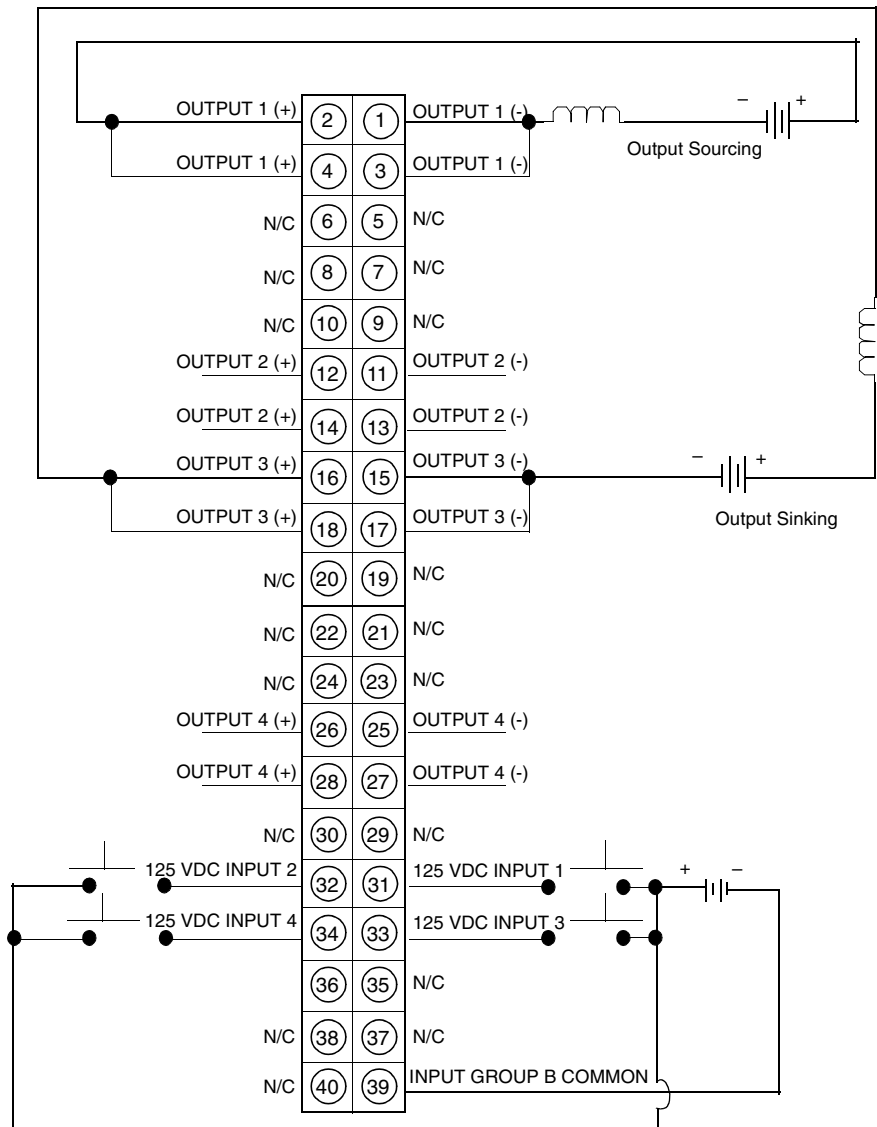 OUTPUT 1 (+) 2 1 OUTPUT 1 (-) – +
Output Sourcing
OUTPUT 1 (+) 4 3 OUTPUT 1 (-)
N/C 6 5 N/C
N/C 8 7 N/C
N/C 10 9 N/C
OUTPUT 2 (+) 12 11 OUTPUT 2 (-)
OUTPUT 2 (+) 14 13 OUTPUT 2 (-)
OUTPUT 3 (+) 16 15 OUTPUT 3 (-) – +
Output Sinking
OUTPUT 3 (+) 18 17 OUTPUT 3 (-)
N/C 20 19 N/C
N/C 22 21 N/C
N/C 24 23 N/C
OUTPUT 4 (+) 26 25 OUTPUT 4 (-)
OUTPUT 4 (+) 28 27 OUTPUT 4 (-)
N/C 30 29 N/C
125 VDC INPUT 2 32 31 125 VDC INPUT 1 + –
125 VDC INPUT 4 34 33 125 VDC INPUT 3
36 35 N/C
N/C 38 37 N/C
N/C 40 39 INPUT GROUP B COMMON